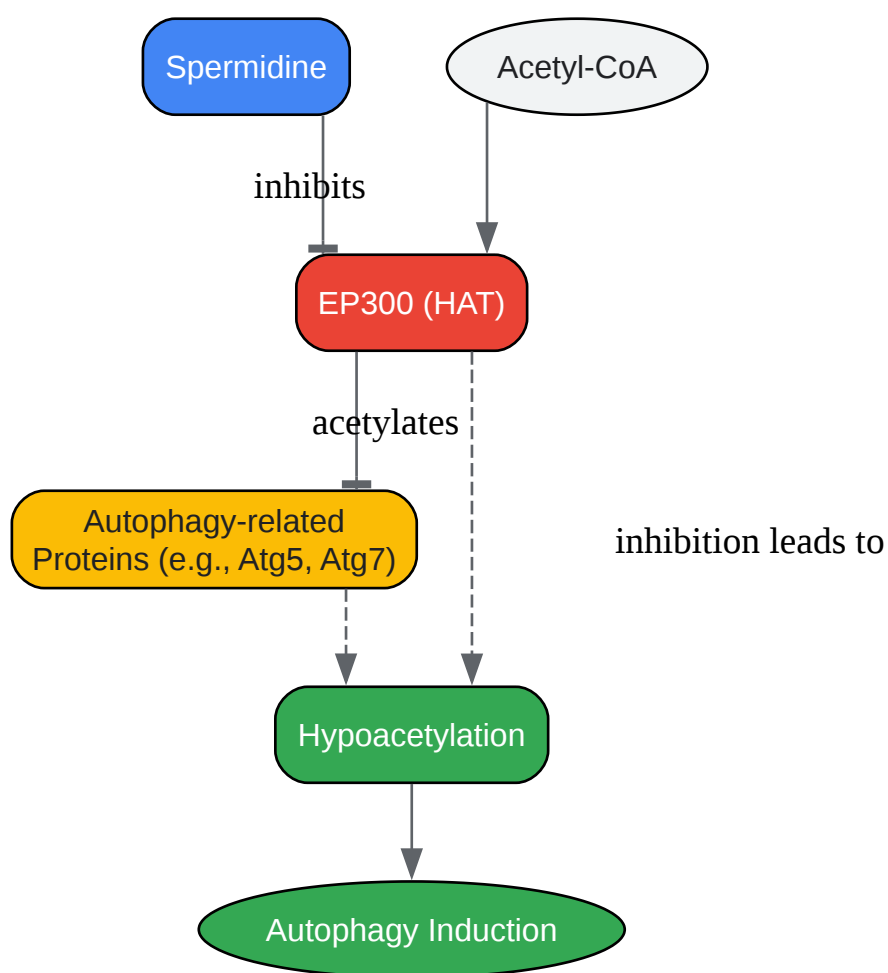 Spermidine
Acetyl-CoA
inhibits
EP300 (HAT)
acetylates
Autophagy-related
Proteins (e.g., Atg5, Atg7)
inhibition leads to
Hypoacetylation
Autophagy Induction